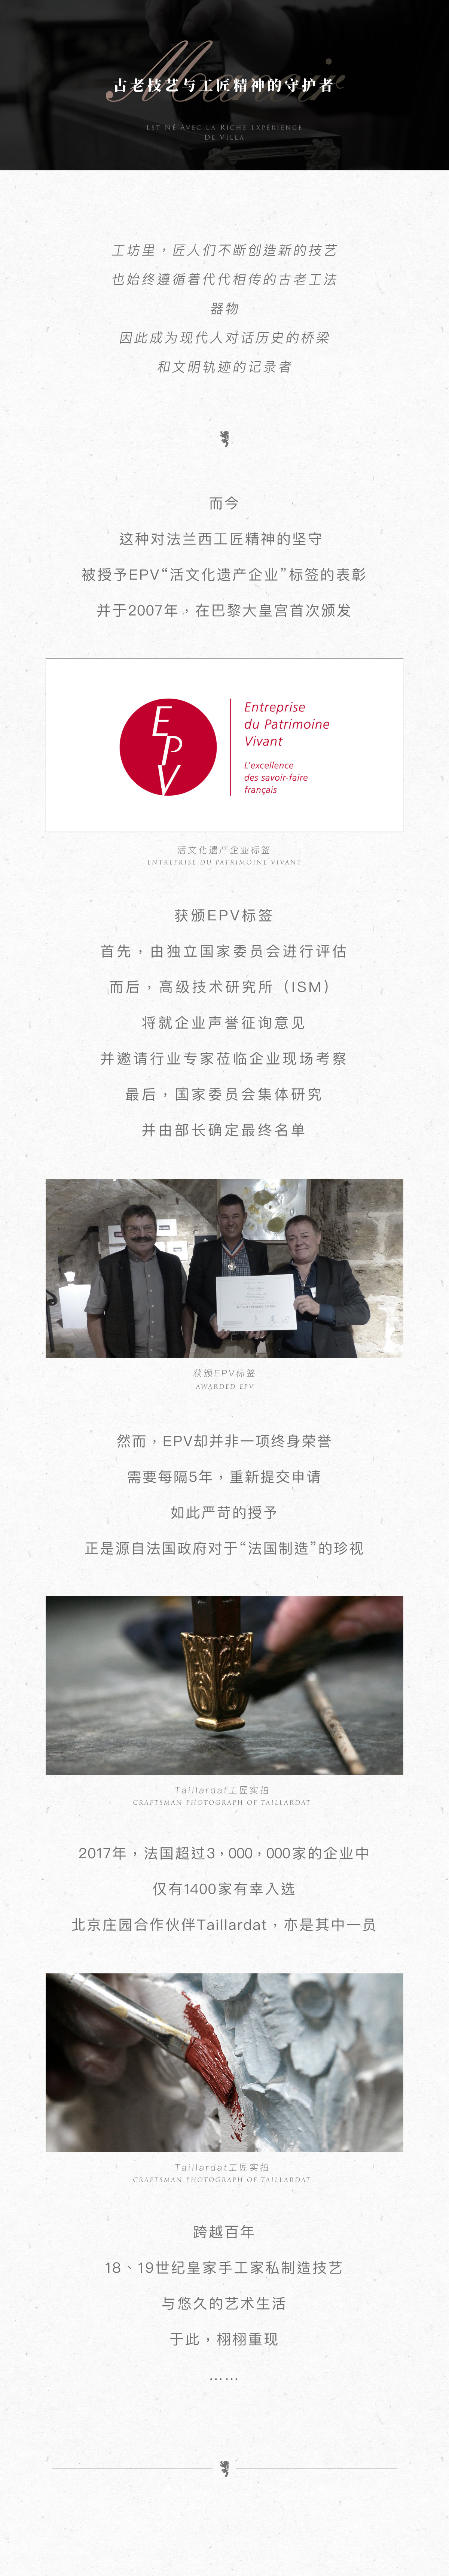 Manoir
古老技艺与工匠精神的守护者
EST NÉ AVEC LA RICHE EXPÉRIENCE
DE VILLA
工坊里，匠人们不断创造新的技艺
也始终遵循着代代相传的古老工法
器物
因此成为现代人对话历史的桥梁
和文明轨迹的记录者
而今
这种对法兰西工匠精神的坚守
被授予EPV“活文化遗产企业”标签的表彰
并于2007年，在巴黎大皇宫首次颁发
E
P
V
Entreprise
du Patrimoine
Vivant
L'excellence
des savoir-faire
français
活文化遗产企业标签
ENTREPRISE DU PATRIMOINE VIVANT
获颁EPV标签
首先，由独立国家委员会进行评估
而后，高级技术研究所（ISM）
将就企业声誉征询意见
并邀请行业专家莅临企业现场考察
最后，国家委员会集体研究
并由部长确定最终名单
获颁EPV标签
AWARDED EPV
然而，EPV却并非一项终身荣誉
需要每隔5年，重新提交申请
如此严苛的授予
正是源自法国政府对于“法国制造”的珍视
Taillardat工匠实拍
CRAFTSMAN PHOTOGRAPH OF TAILLARDAT
2017年，法国超过3，000，000家的企业中
仅有1400家有幸入选
北京庄园合作伙伴Taillardat，亦是其中一员
Taillardat工匠实拍
CRAFTSMAN PHOTOGRAPH OF TAILLARDAT
跨越百年
18、19世纪皇家手工家私制造技艺
与悠久的艺术生活
于此，栩栩重现
……